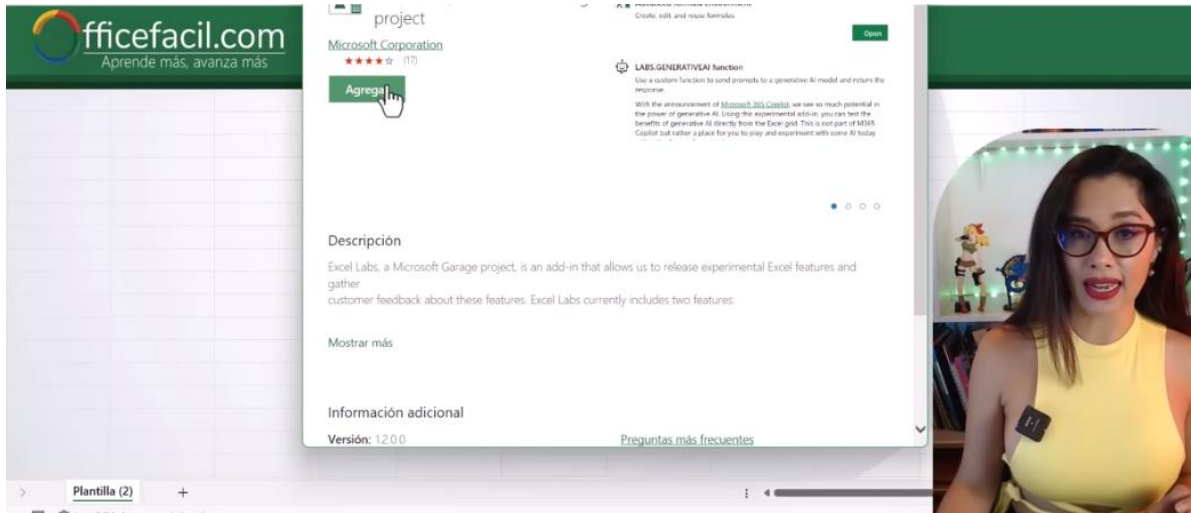 fficefacil.com
Aprende más, avanza más
project
Microsoft Corporation
(17)
Agregar
Advanced formula environment
Create, edit, and reuse formulas.
Open
LABS.GENERATIVEAI function
Use a custom function to send prompts to a generative AI model and return the
response.
With the announcement of Microsoft 365 Copilot, we see so much potential in
the power of generative AI. Using this experimental add-in, you can test the
benefits of generative AI directly from the Excel grid. This is not part of M365
Copilot but rather a place for you to play and experiment with some AI today
Descripción
Excel Labs, a Microsoft Garage project, is an add-in that allows us to release experimental Excel features and
gather
customer feedback about these features. Excel Labs currently includes two features:
Mostrar más
Información adicional
Versión: 1.2.0.0
Preguntas más frecuentes
Plantilla (2)